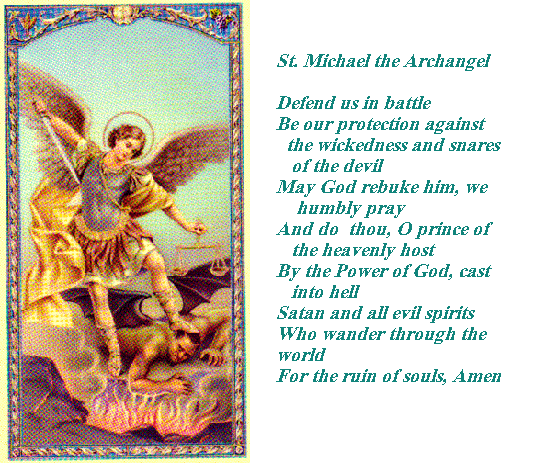 St. Michael the Archangel
Defend us in battle
Be our protection against
the wickedness and snares
of the devil
May God rebuke him, we
humbly pray
And do thou, O prince of
the heavenly host
By the Power of God, cast
into hell
Satan and all evil spirits
Who wander through the
world
For the ruin of souls, Amen